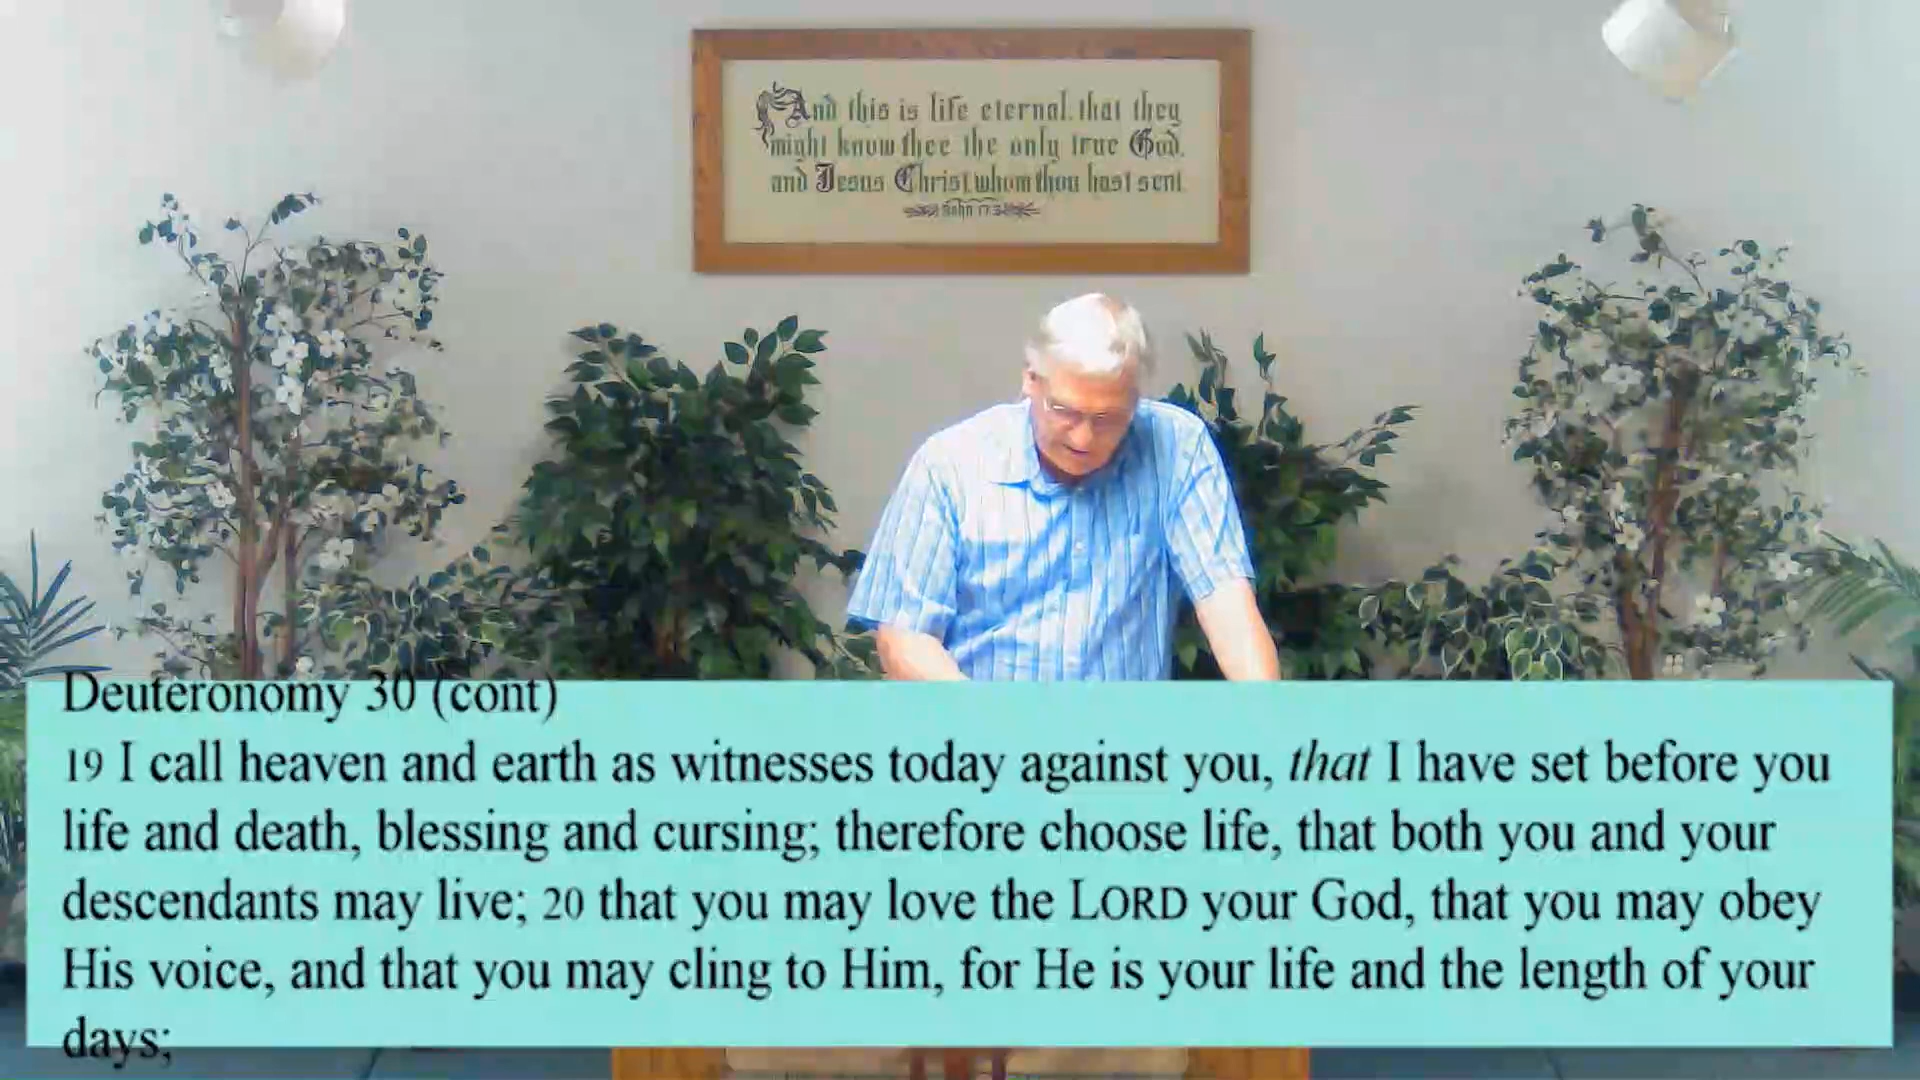 And this is life eternal, that they
might know thee the only true God,
and Jesus Christ, whom thou hast sent.
John 17:3
Deuteronomy 30 (cont)
19 I call heaven and earth as witnesses today against you, that I have set before you
life and death, blessing and cursing; therefore choose life, that both you and your
descendants may live; 20 that you may love the LORD your God, that you may obey
His voice, and that you may cling to Him, for He is your life and the length of your
days;